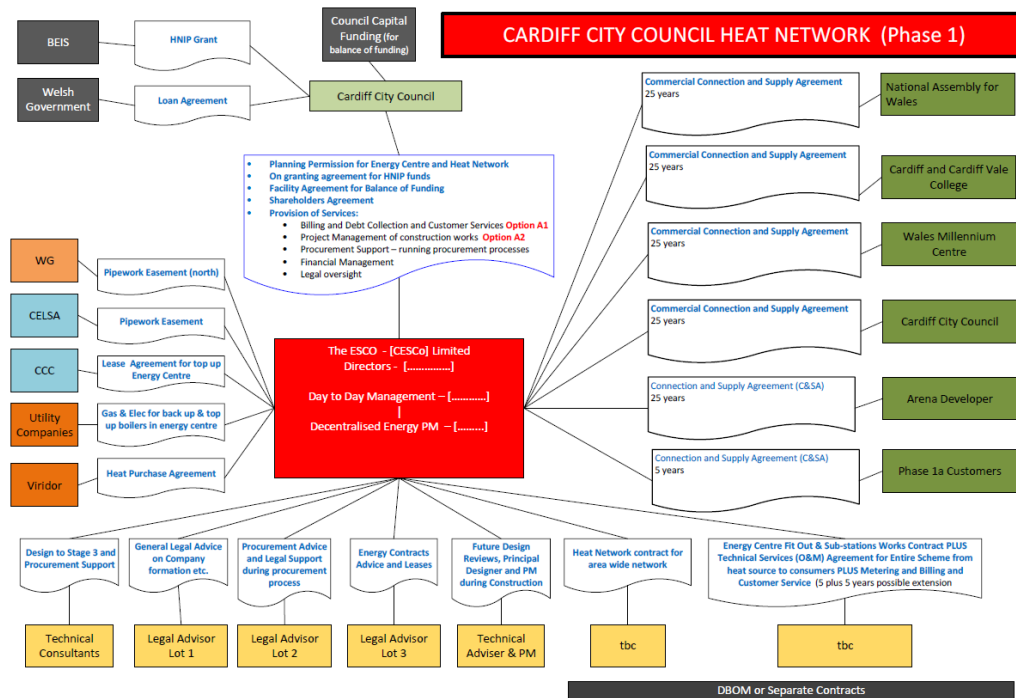 CARDIFF CITY COUNCIL HEAT NETWORK (Phase 1)
BEIS
HNIP Grant
Council Capital
Funding (for
balance of funding)
Welsh
Government
Loan Agreement
Cardiff City Council
• Planning Permission for Energy Centre and Heat Network
• On granting agreement for HNIP funds
• Facility Agreement for Balance of Funding
• Shareholders Agreement
• Provision of Services:
• Billing and Debt Collection and Customer Services Option A1
• Project Management of construction works Option A2
• Procurement Support – running procurement processes
• Financial Management
• Legal oversight
Commercial Connection and Supply Agreement
25 years
National Assembly for
Wales
Commercial Connection and Supply Agreement
25 years
Cardiff and Cardiff Vale
College
Commercial Connection and Supply Agreement
25 years
Wales Millennium
Centre
Commercial Connection and Supply Agreement
25 years
Cardiff City Council
Connection and Supply Agreement (C&SA)
25 years
Arena Developer
Connection and Supply Agreement (C&SA)
5 years
Phase 1a Customers
WG
Pipework Easement (north)
CELSA
Pipework Easement
CCC
Lease Agreement for top up
Energy Centre
Utility
Companies
Gas & Elec for back up & top
up boilers in energy centre
Viridor
Heat Purchase Agreement
The ESCO - [CESCo] Limited
Directors - [……………]
Day to Day Management – […………]
|
Decentralised Energy PM – [………]
Design to Stage 3 and
Procurement Support
General Legal Advice
on Company
formation etc.
Procurement Advice
and Legal Support
during procurement
process
Energy Contracts
Advice and Leases
Future Design
Reviews, Principal
Designer and PM
during Construction
Heat Network contract for
area wide network
Energy Centre Fit Out & Sub-stations Works Contract PLUS
Technical Services (O&M) Agreement for Entire Scheme from
heat source to consumers PLUS Metering and Billing and
Customer Service (5 plus 5 years possible extension
Technical
Consultants
Legal Advisor
Lot 1
Legal Advisor
Lot 2
Legal Advisor
Lot 3
Technical
Adviser & PM
tbc
tbc
DBOM or Separate Contracts